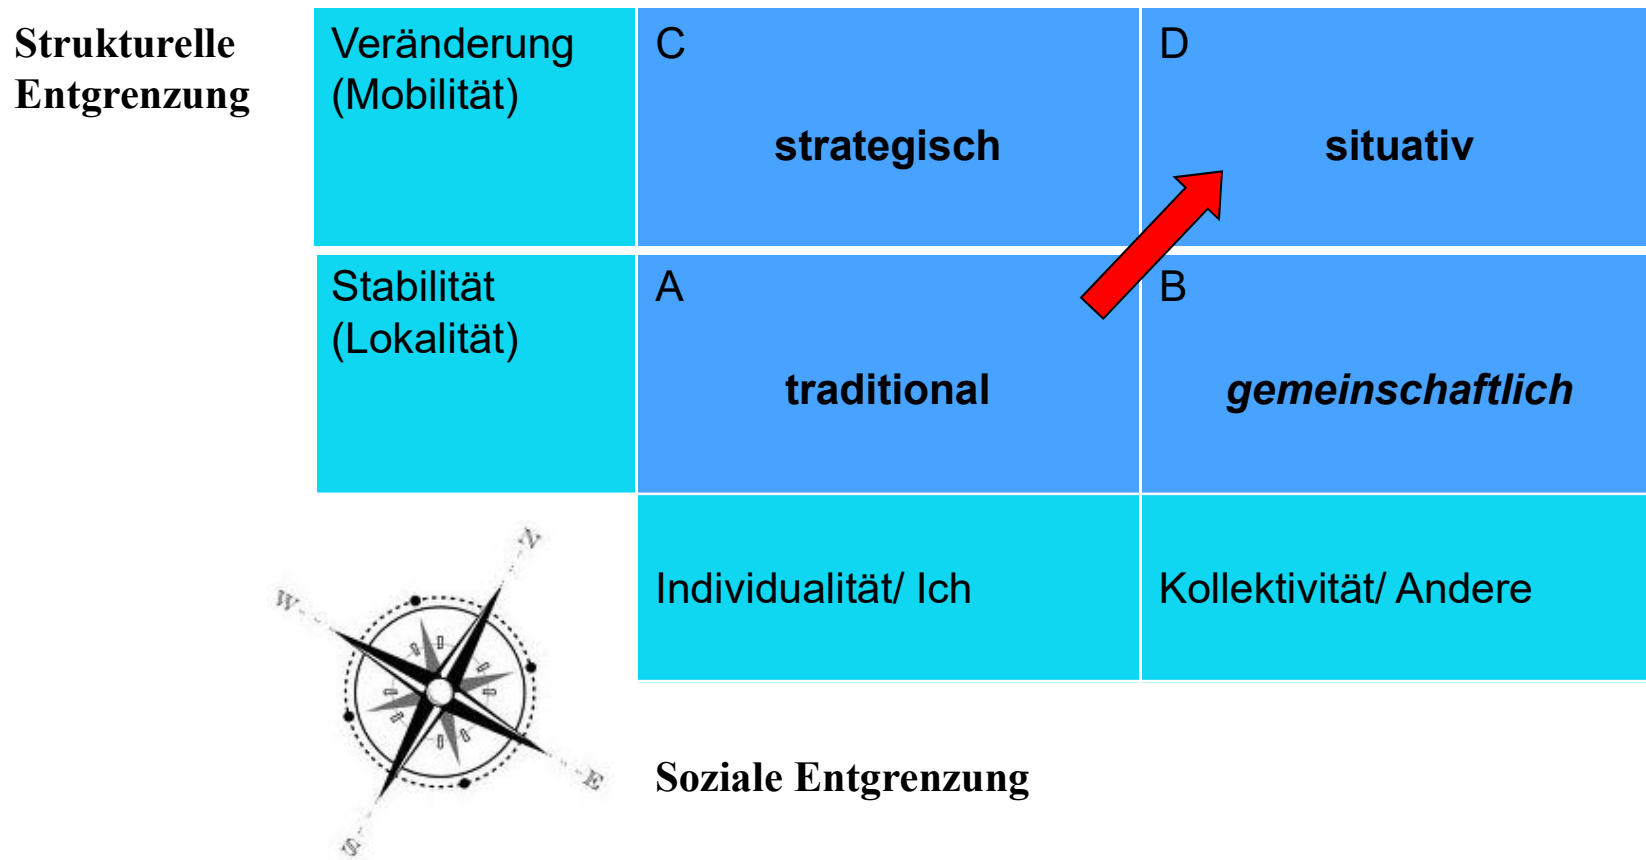 Strukturelle
Entgrenzung
Veränderung
(Mobilität)
C
strategisch
D
situativ
Stabilität
(Lokalität)
A
traditional
B
gemeinschaftlich
Individualität/ Ich
Kollektivität/ Andere
N
W
E
S
Soziale Entgrenzung